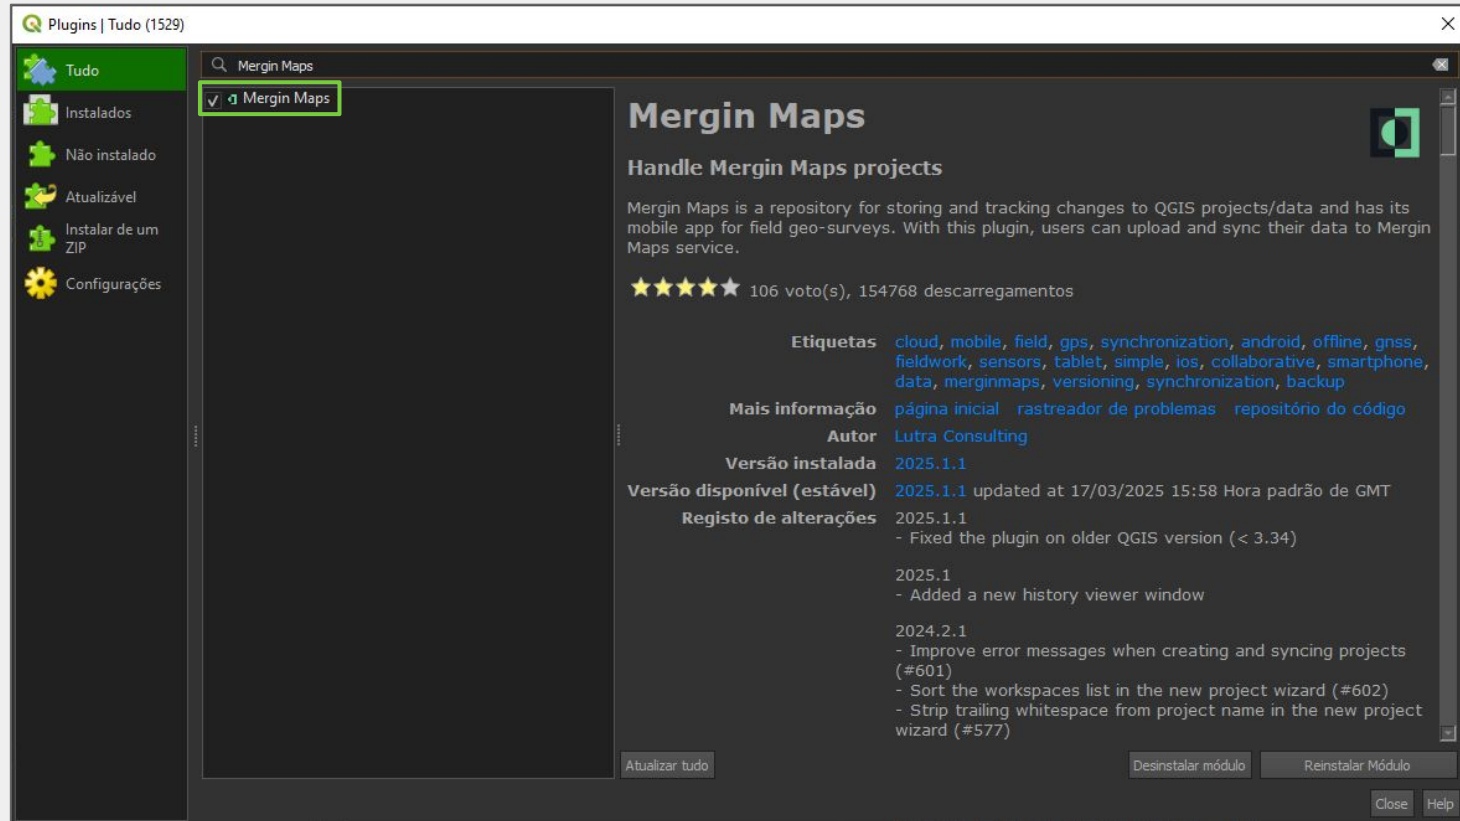 Plugins | Tudo (1529)
Tudo
Instalados
Não instalado
Atualizável
Instalar de um
ZIP
Configurações
Mergin Maps
Mergin Maps
Mergin Maps
Handle Mergin Maps projects
Mergin Maps is a repository for storing and tracking changes to QGIS projects/data and has its
mobile app for field geo-surveys. With this plugin, users can upload and sync their data to Mergin
Maps service.
106 voto(s), 154768 descarregamentos
Etiquetas cloud, mobile, field, gps, synchronization, android, offline, gnss,
fieldwork, sensors, tablet, simple, ios, collaborative, smartphone,
data, merginmaps, versioning, synchronization, backup
Mais informação página inicial rastreador de problemas repositório do código
Autor Lutra Consulting
Versão instalada 2025.1.1
Versão disponível (estável) 2025.1.1 updated at 17/03/2025 15:58 Hora padrão de GMT
Registo de alterações 2025.1.1
- Fixed the plugin on older QGIS version (< 3.34)
2025.1
- Added a new history viewer window
2024.2.1
- Improve error messages when creating and syncing projects
(#601)
- Sort the workspaces list in the new project wizard (#602)
- Strip trailing whitespace from project name in the new project
wizard (#577)
Atualizar tudo Desinstalar módulo Reinstalar Módulo
Close Help